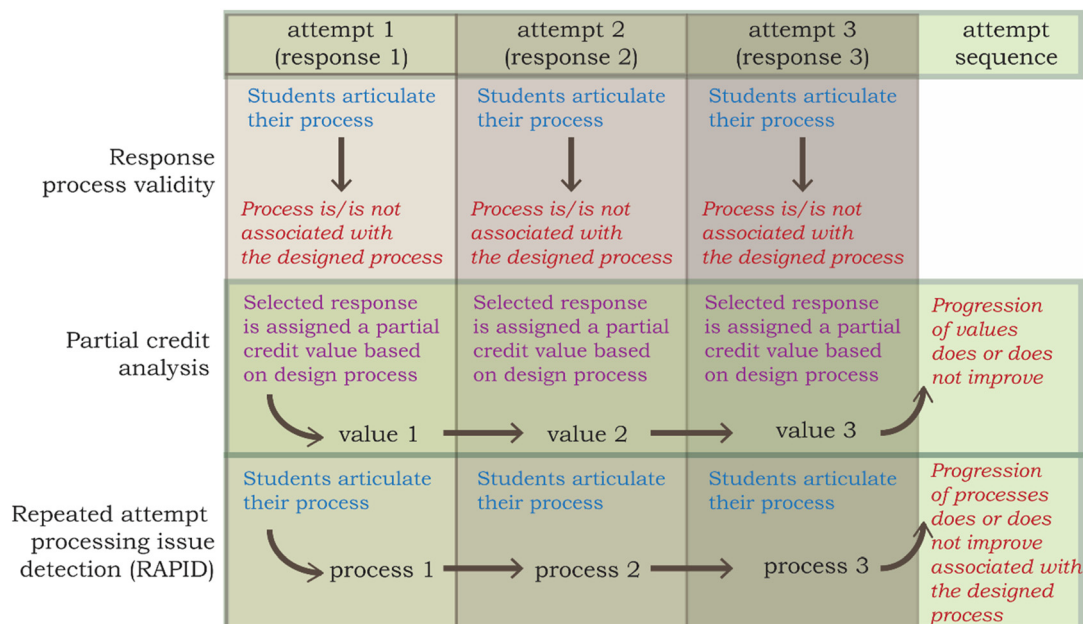 attempt 1
(response 1)
attempt 2
(response 2)
attempt 3
(response 3)
attempt
sequence
Response
process validity
Students articulate
their process
Process is/is not
associated with
the designed process
Students articulate
their process
Process is/is not
associated with
the designed process
Students articulate
their process
Process is/is not
associated with
the designed process
Partial credit
analysis
Selected response
is assigned a partial
credit value based
on design process
value 1
Selected response
is assigned a partial
credit value based
on design process
value 2
Selected response
is assigned a partial
credit value based
on design process
value 3
Progression
of values
does or does
not improve
Repeated attempt
processing issue
detection (RAPID)
Students articulate
their process
process 1
Students articulate
their process
process 2
Students articulate
their process
process 3
Progression
of processes
does or does
not improve
associated with
the designed
process